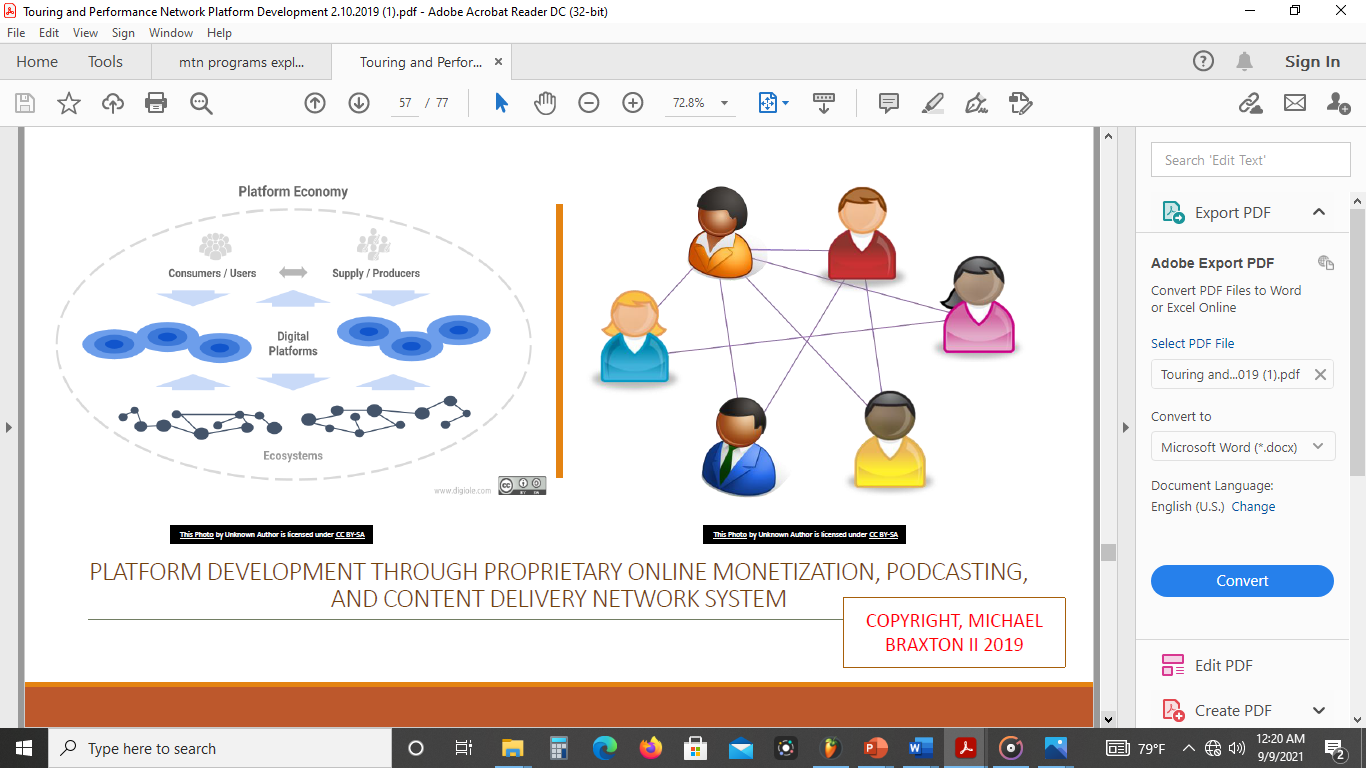 Touring and Performance Network Platform Development 2.10.2019 (1).pdf - Adobe Acrobat Reader DC (32-bit)
File Edit View Sign Window Help
Home Tools mtn programs expl... Touring and Perfor... × Sign In
57 / 77 72.8%
Platform Economy
Consumers / Users Supply / Producers
Digital
Platforms
Ecosystems
www.digiole.com
This Photo by Unknown Author is licensed under CC BY-SA
This Photo by Unknown Author is licensed under CC BY-SA
PLATFORM DEVELOPMENT THROUGH PROPRIETARY ONLINE MONETIZATION, PODCASTING,
AND CONTENT DELIVERY NETWORK SYSTEM
COPYRIGHT, MICHAEL
BRAXTON II 2019
Search 'Edit Text'
Export PDF
Adobe Export PDF
Convert PDF Files to Word
or Excel Online
Select PDF File
Touring and...019 (1).pdf
Convert to
Microsoft Word (*.docx)
Document Language:
English (U.S.) Change
Convert
Edit PDF
Create PDF
Type here to search
79°F
12:20 AM
9/9/2021
2